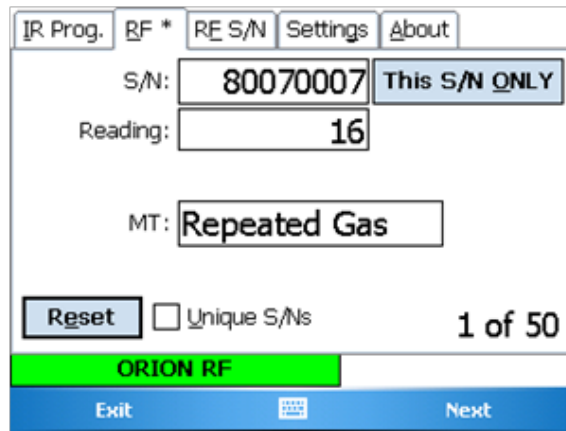 IR Prog. RF * RF S/N Settings About
S/N: 80070007 This S/N ONLY
Reading: 16
MT: Repeated Gas
Reset Unique S/Ns 1 of 50
ORION RF
Exit Next